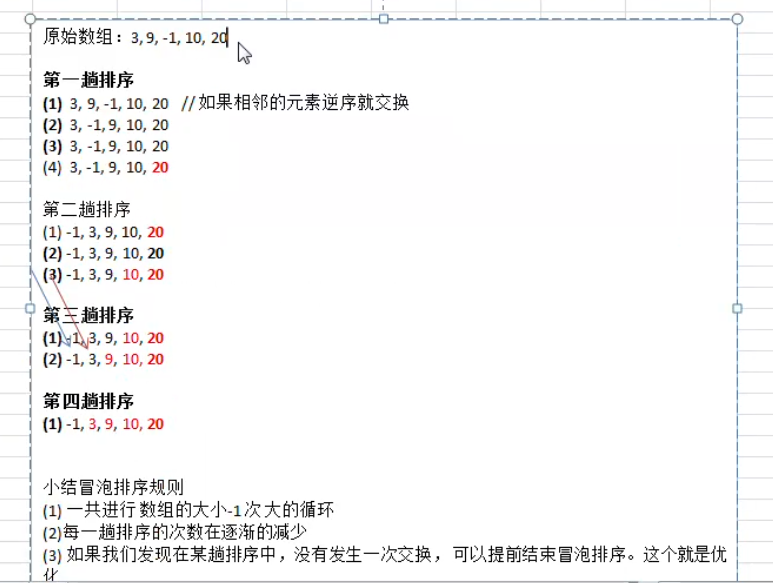 原始数组：3, 9, -1, 10, 20
第一趟排序
(1) 3, 9, -1, 10, 20 //如果相邻的元素逆序就交换
(2) 3, -1, 9, 10, 20
(3) 3, -1, 9, 10, 20
(4) 3, -1, 9, 10, 20
第二趟排序
(1) -1, 3, 9, 10, 20
(2) -1, 3, 9, 10, 20
(3) -1, 3, 9, 10, 20
第三趟排序
(1) -1, 3, 9, 10, 20
(2) -1, 3, 9, 10, 20
第四趟排序
(1) -1, 3, 9, 10, 20
小结冒泡排序规则
(1) 一共进行 数组的大小-1 次 大的循环
(2)每一趟排序的次数在逐渐的减少
(3) 如果我们发现在某趟排序中，没有发生一次交换， 可以提前结束冒泡排序。这个就是优
化